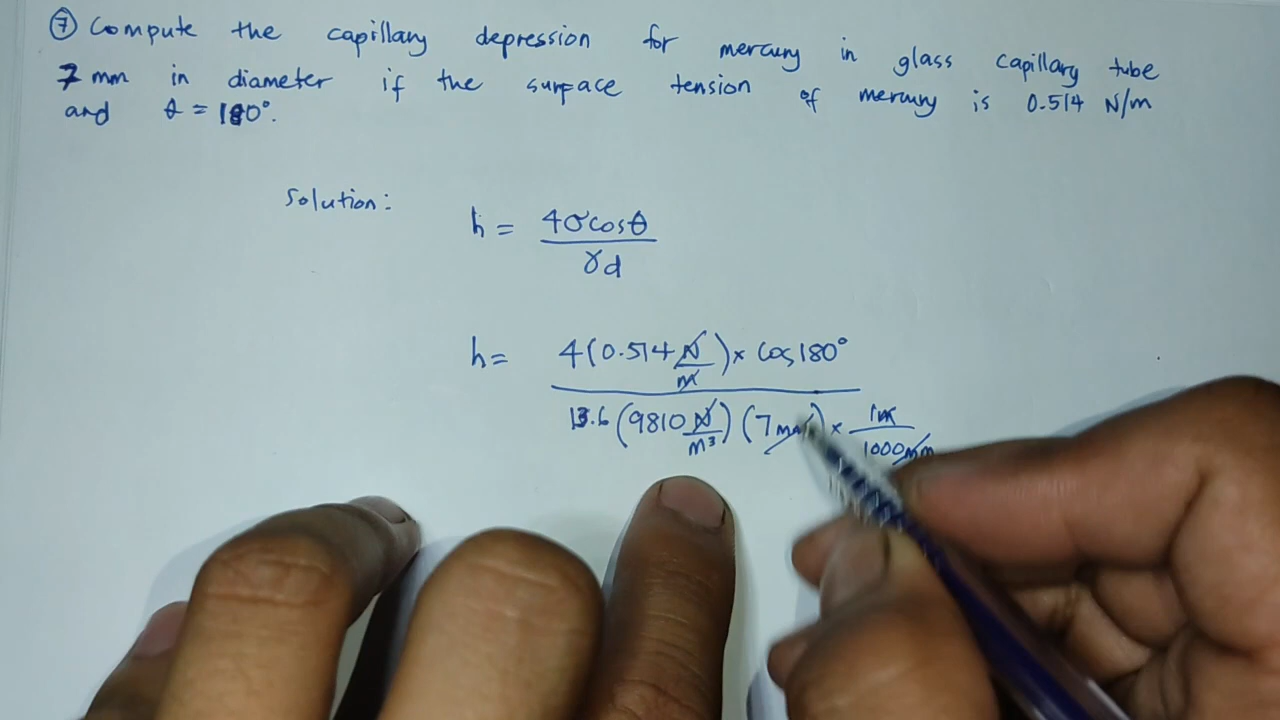 ⑦ Compute the capillary depression for mercury in glass capillary tube
7 mm in diameter if the surface tension of mercury is 0.514 N/m
and θ = 180°.
Solution:
h = 4σcosθ / γd
h = 4(0.514 N/m) × Cos180° / 13.6 (9810 N/m³) (7mm) × 1m/1000mm